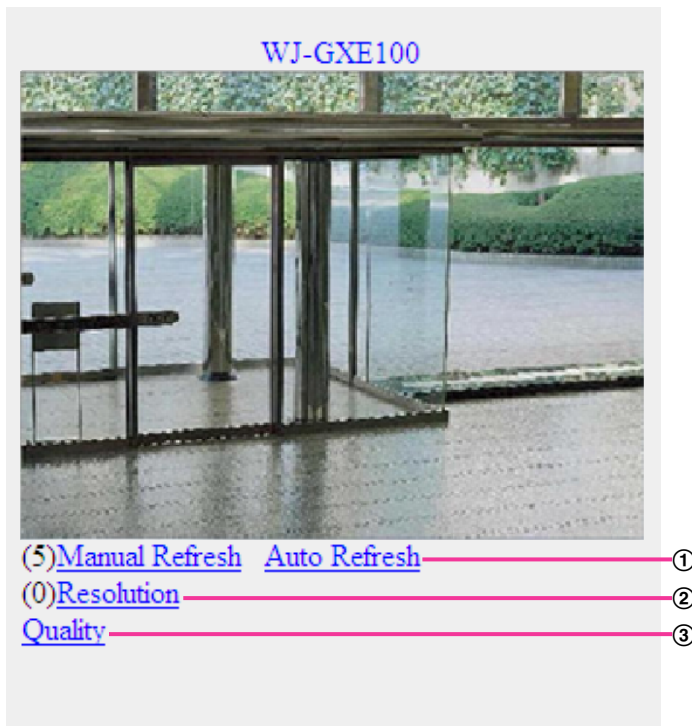 WJ-GXE100
(5)Manual Refresh Auto Refresh ①
(0)Resolution ②
Quality ③